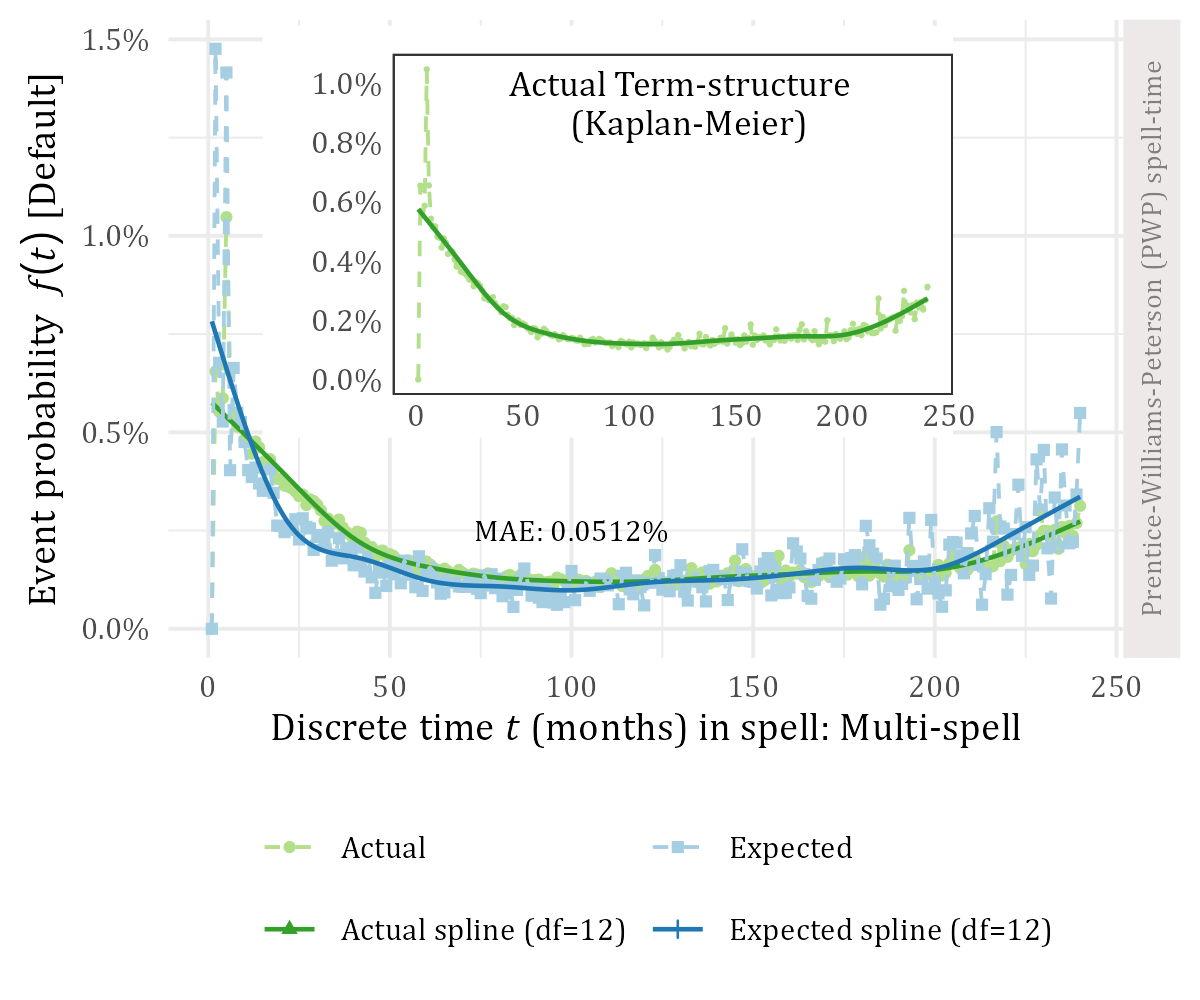 1.5%
1.0%
0.5%
0.0%
Event probability f(t) [Default]
Actual Term-structure
(Kaplan-Meier)
1.0%
0.8%
0.6%
0.4%
0.2%
0.0%
0 50 100 150 200 250
MAE: 0.0512%
Prentice-Williams-Peterson (PWP) spell-time
0 50 100 150 200 250
Discrete time t (months) in spell: Multi-spell
Actual Expected
Actual spline (df=12) Expected spline (df=12)